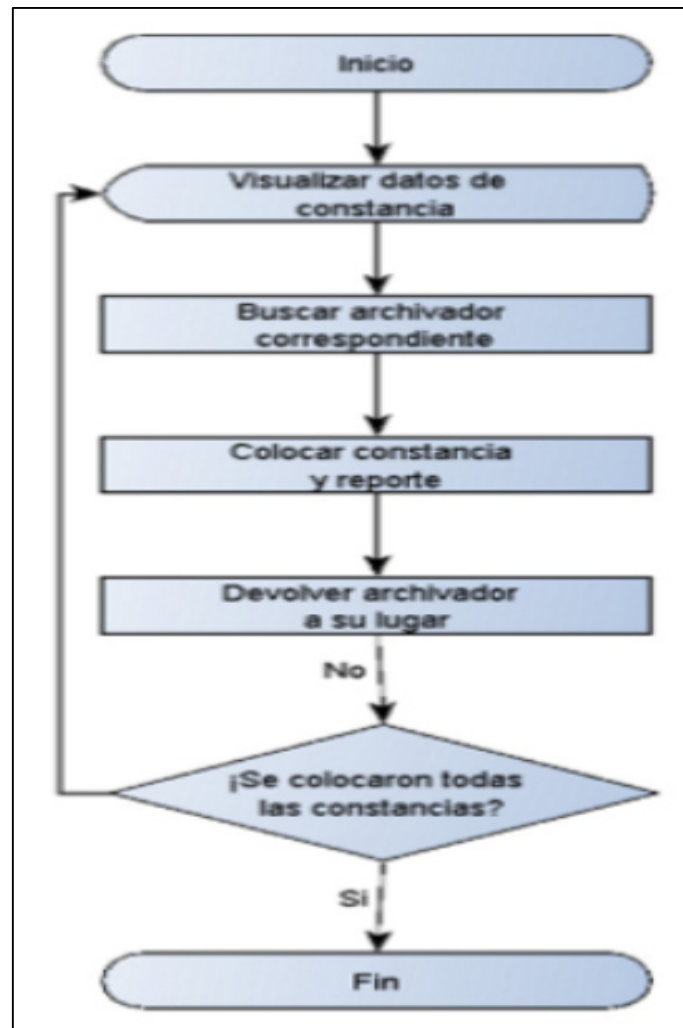 Inicio
Visualizar datos de
constancia
Buscar archivador
correspondiente
Colocar constancia
y reporte
Devolver archivador
a su lugar
No
¡Se colocaron todas
las constancias?
Si
Fin